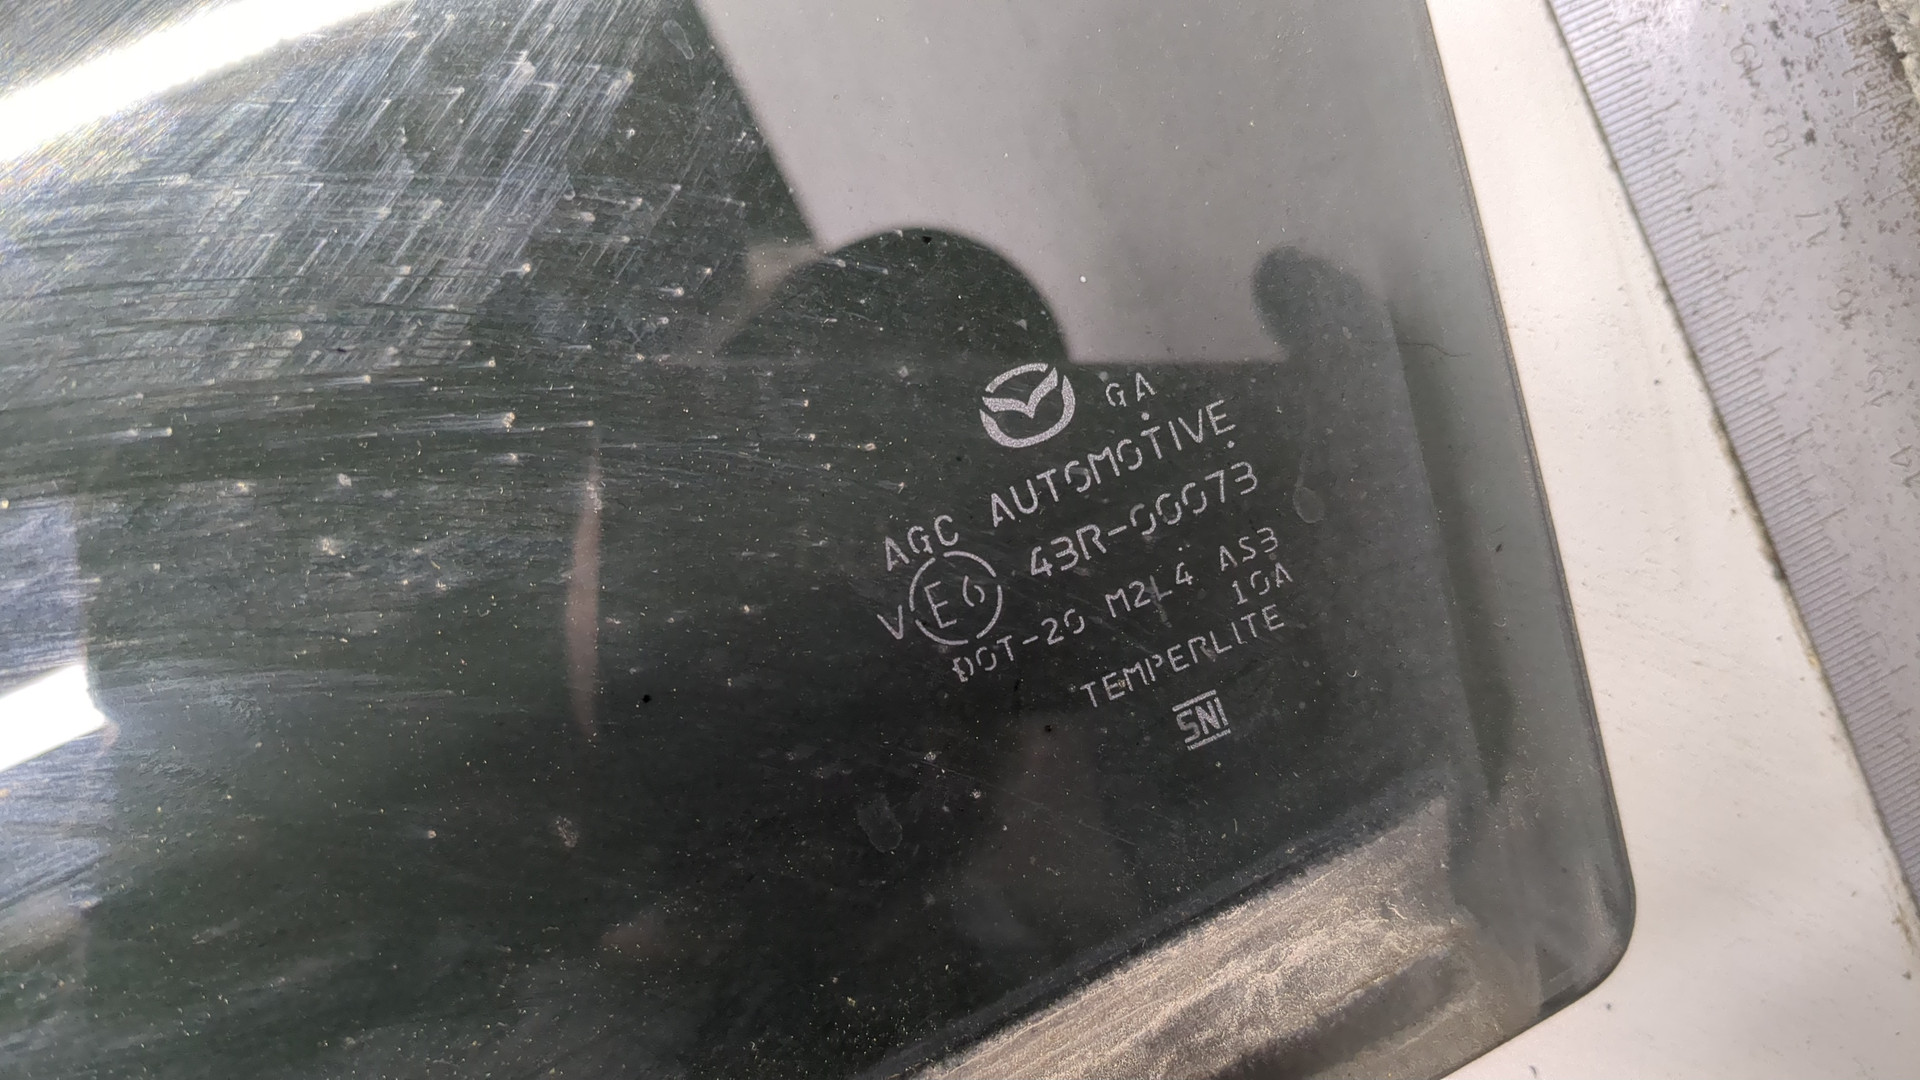 GA
AGC AUTOMOTIVE
V E6 43R-00073
DOT-20 M2L4 AS3
10A
TEMPERLITE
SNI